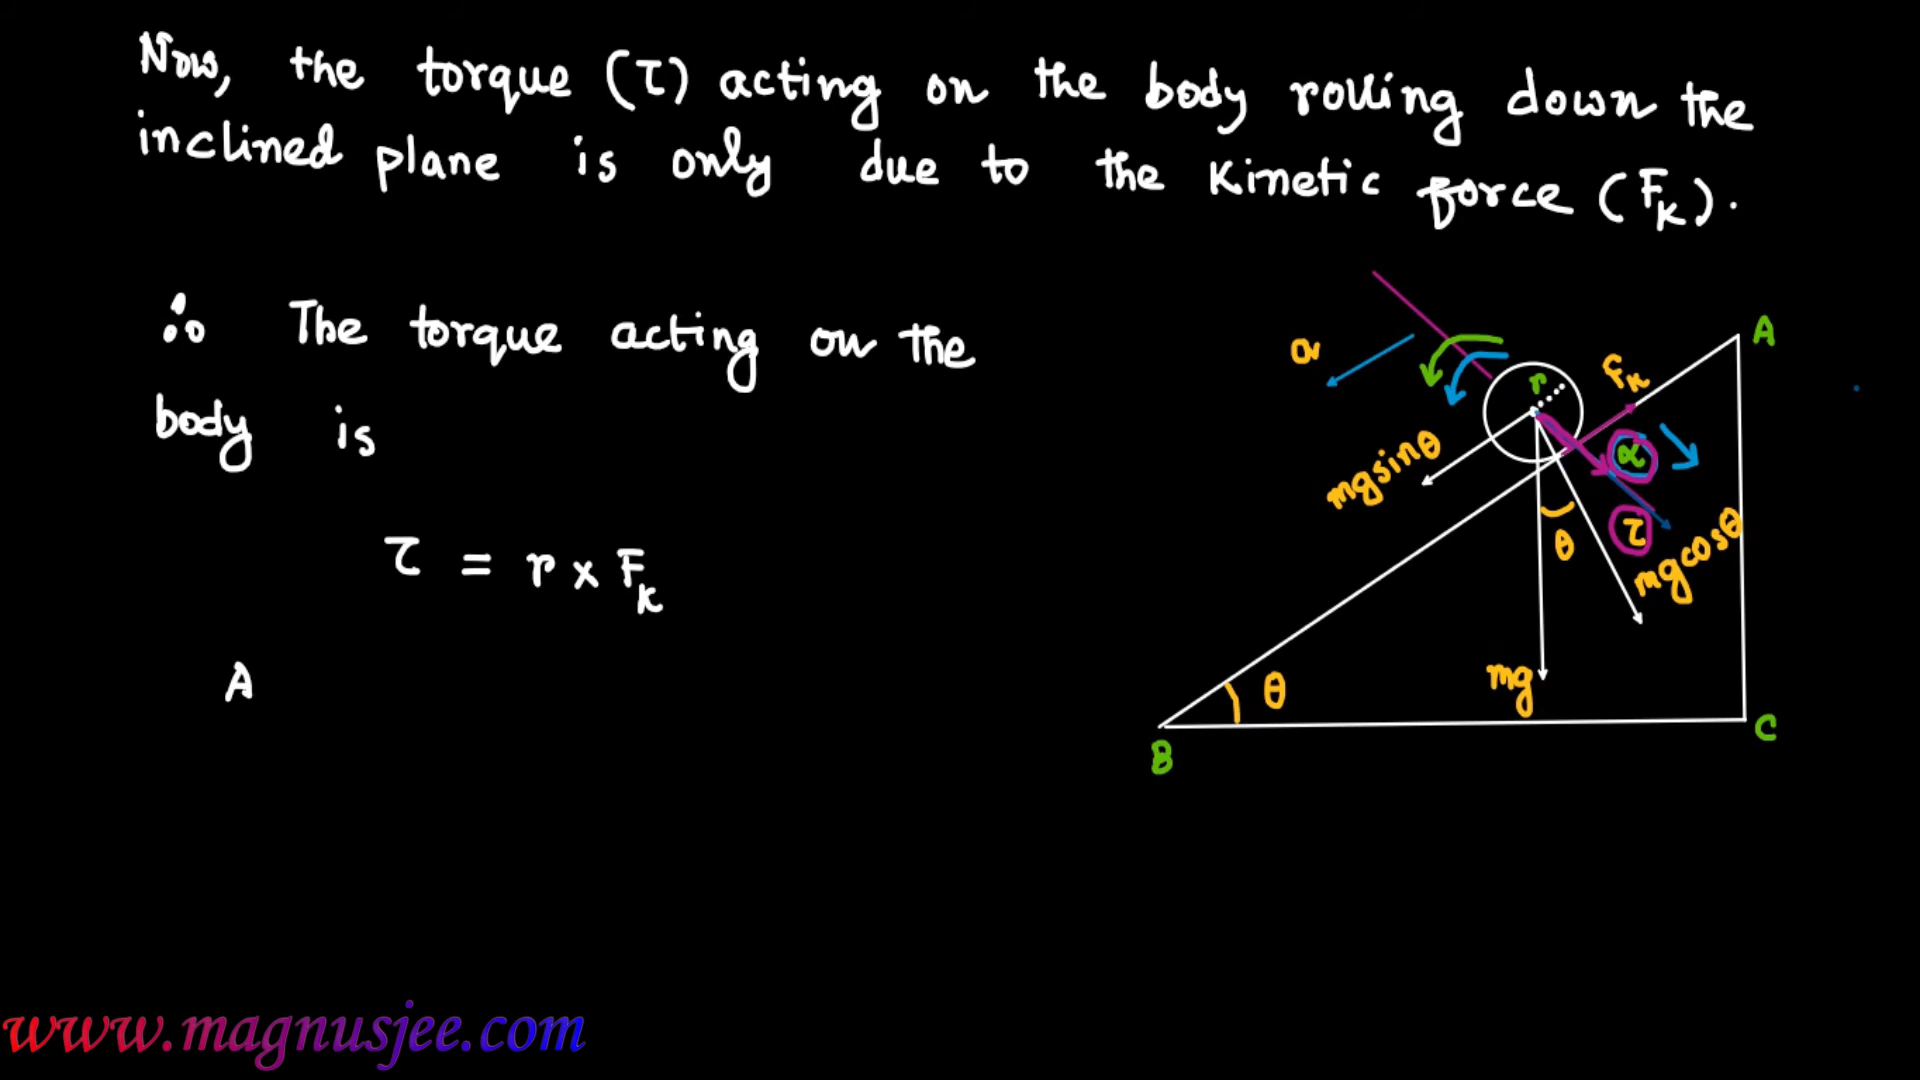 Now, the torque (τ) acting on the body rolling down the
inclined plane is only due to the Kinetic force (Fk).
∴ The torque acting on the
body is
τ = r × Fk
A
a
r
fk
A
mgsinθ
α
τ
θ
mgcosθ
mg
θ
B
C
www.magnusjee.com